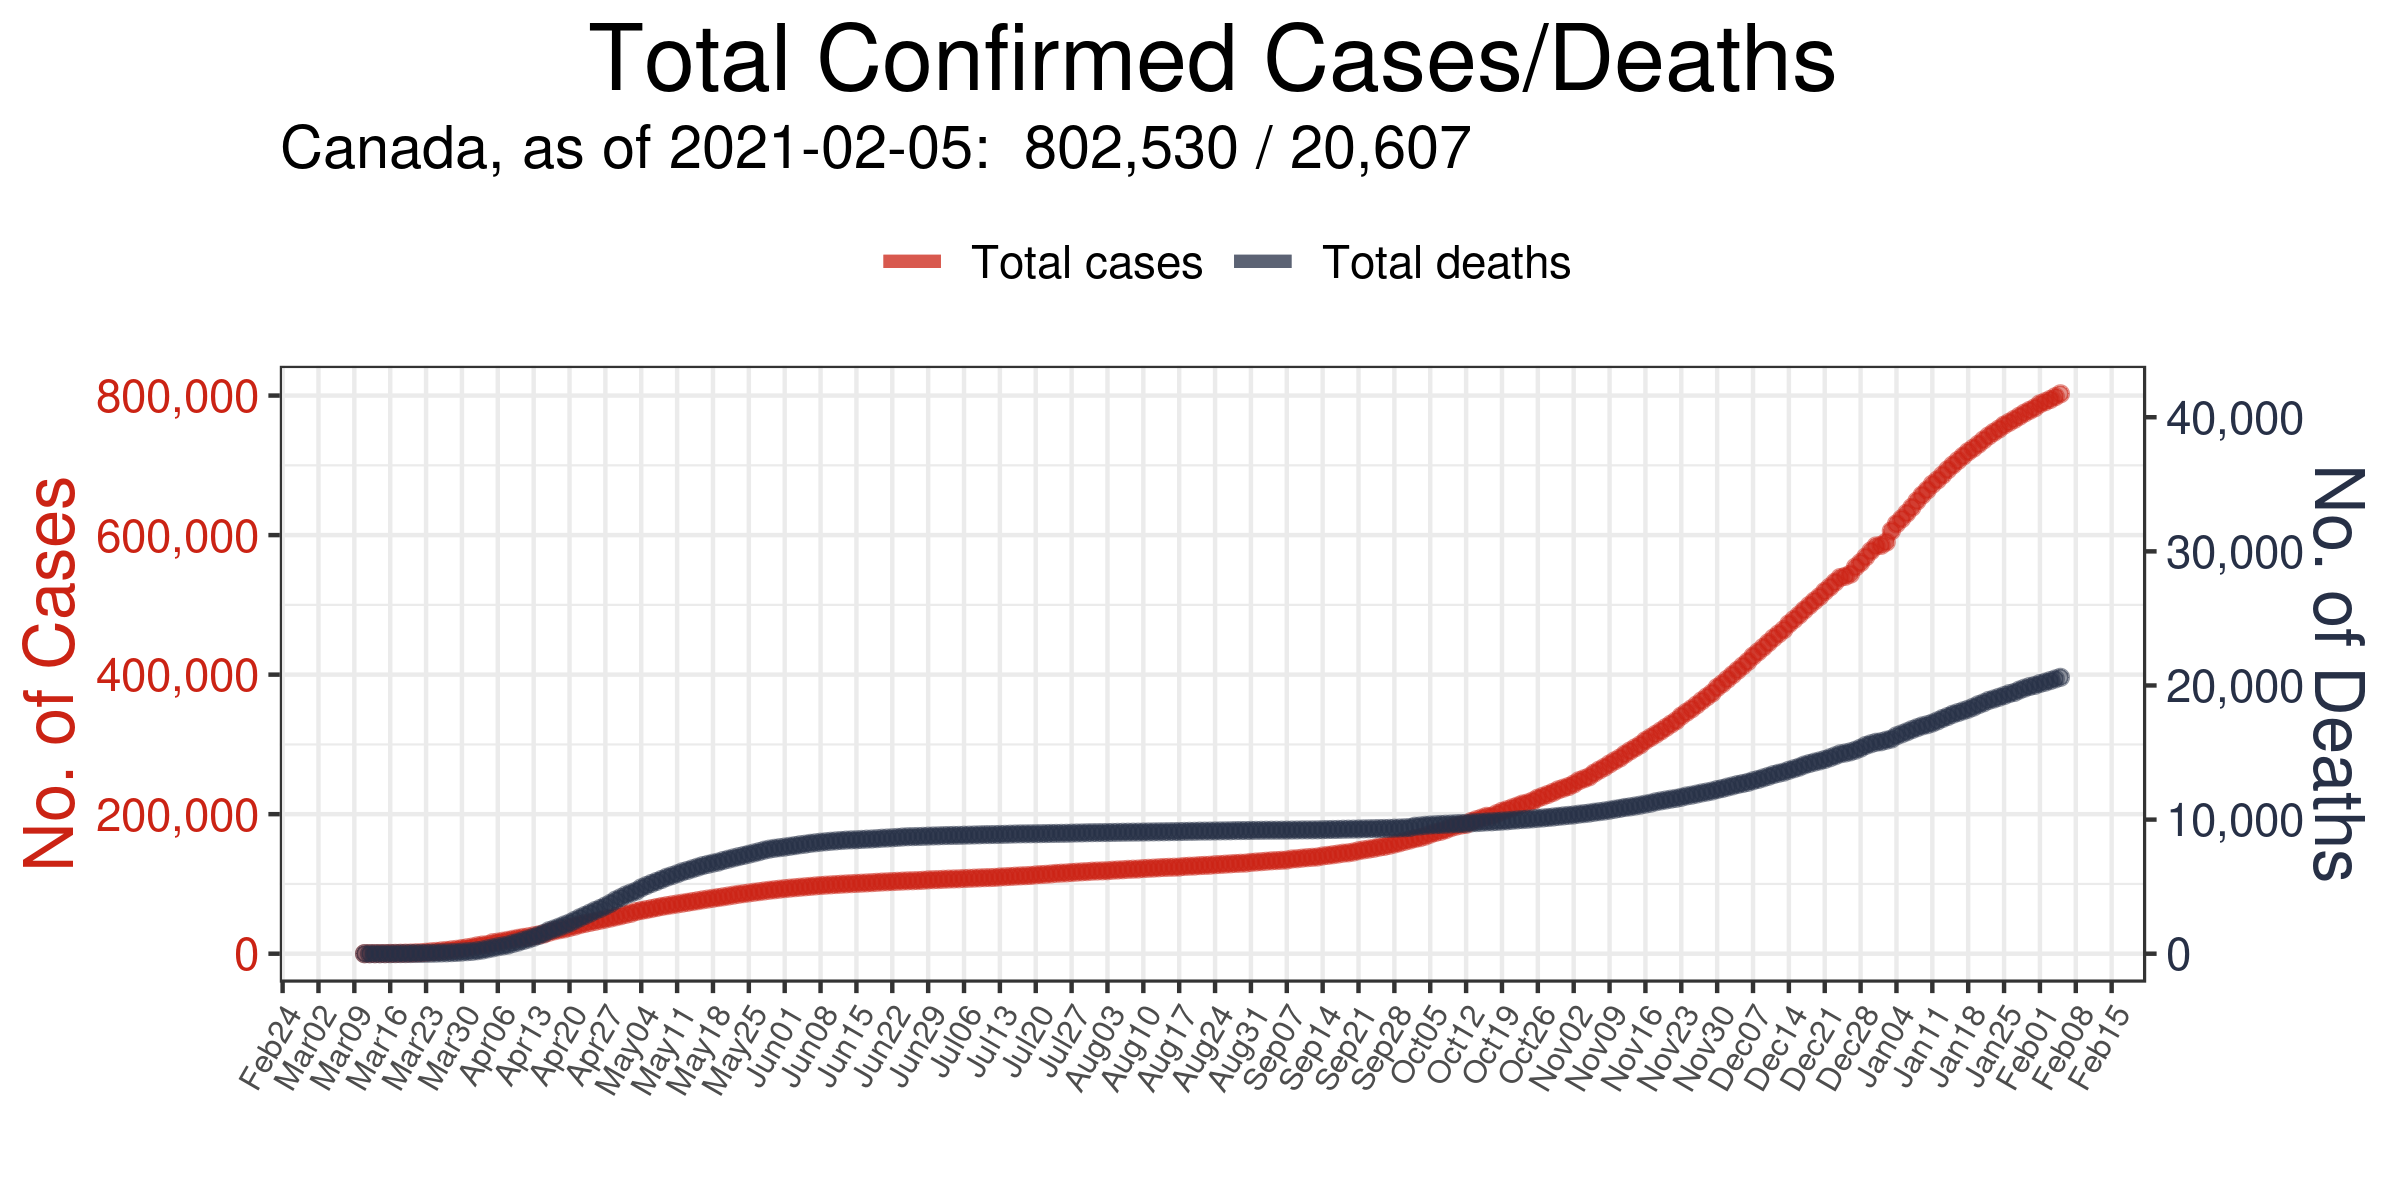 Total Confirmed Cases/Deaths
Canada, as of 2021-02-05:  802,530 / 20,607
Total cases
Total deaths
No. of Cases
800,000
600,000
400,000
200,000
0
40,000
30,000
20,000
10,000
0
No. of Deaths
Feb24
Mar02
Mar09
Mar16
Mar23
Mar30
Apr06
Apr13
Apr20
Apr27
May04
May11
May18
May25
Jun01
Jun08
Jun15
Jun22
Jun29
Jul06
Jul13
Jul20
Jul27
Aug03
Aug10
Aug17
Aug24
Aug31
Sep07
Sep14
Sep21
Sep28
Oct05
Oct12
Oct19
Oct26
Nov02
Nov09
Nov16
Nov23
Nov30
Dec07
Dec14
Dec21
Dec28
Jan04
Jan11
Jan18
Jan25
Feb01
Feb08
Feb15